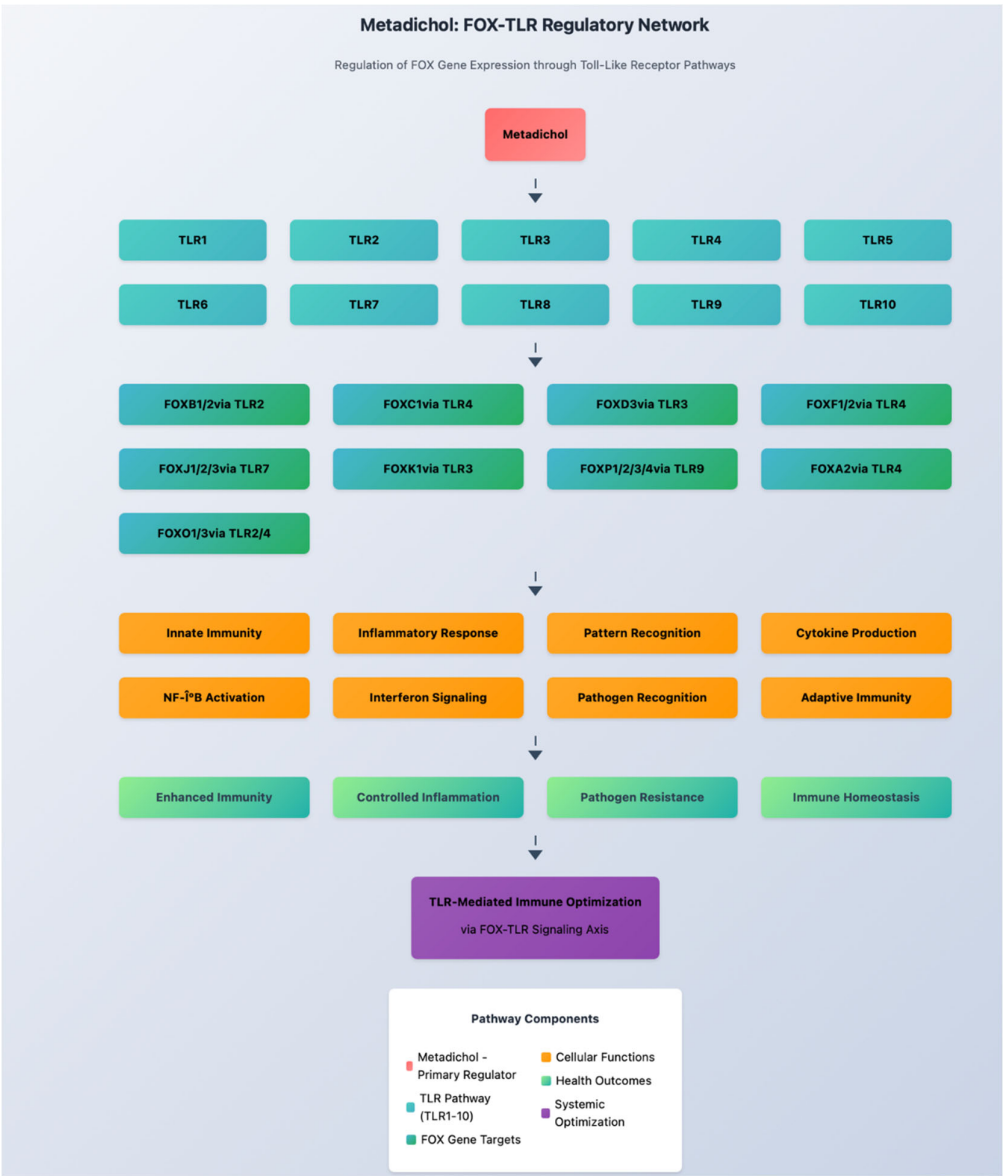 Metadichol: FOX-TLR Regulatory Network
Regulation of FOX Gene Expression through Toll-Like Receptor Pathways
Metadichol
TLR1
TLR2
TLR3
TLR4
TLR5
TLR6
TLR7
TLR8
TLR9
TLR10
FOXB1/2via TLR2
FOXC1via TLR4
FOXD3via TLR3
FOXF1/2via TLR4
FOXJ1/2/3via TLR7
FOXK1via TLR3
FOXP1/2/3/4via TLR9
FOXA2via TLR4
FOXO1/3via TLR2/4
Innate Immunity
Inflammatory Response
Pattern Recognition
Cytokine Production
NF-κB Activation
Interferon Signaling
Pathogen Recognition
Adaptive Immunity
Enhanced Immunity
Controlled Inflammation
Pathogen Resistance
Immune Homeostasis
TLR-Mediated Immune Optimization
via FOX-TLR Signaling Axis
Pathway Components
Metadichol -
Primary Regulator
TLR Pathway
(TLR1-10)
FOX Gene Targets
Cellular Functions
Health Outcomes
Systemic
Optimization